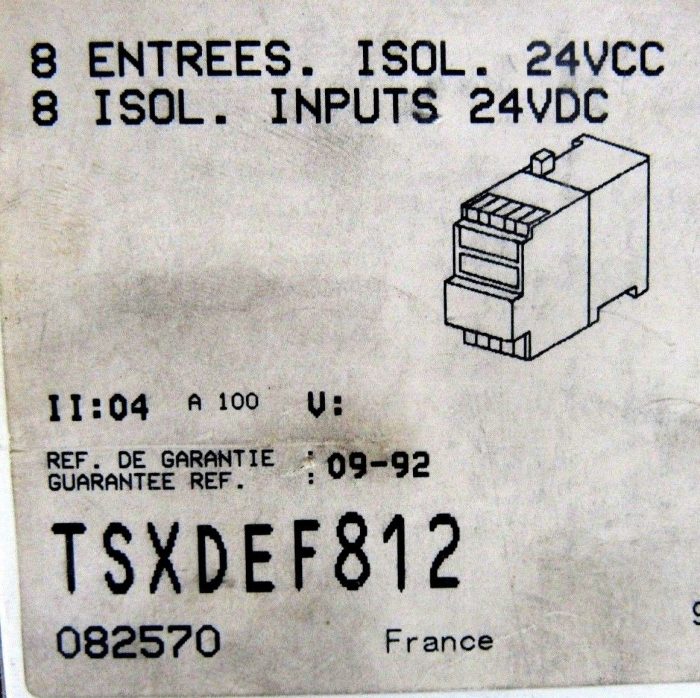 8 ENTREES. ISOL. 24VCC
8 ISOL. INPUTS 24VDC
II:04 A 100 V:
REF. DE GARANTIE : 09-92
GUARANTEE REF. :
TSXDEF812
082570 France